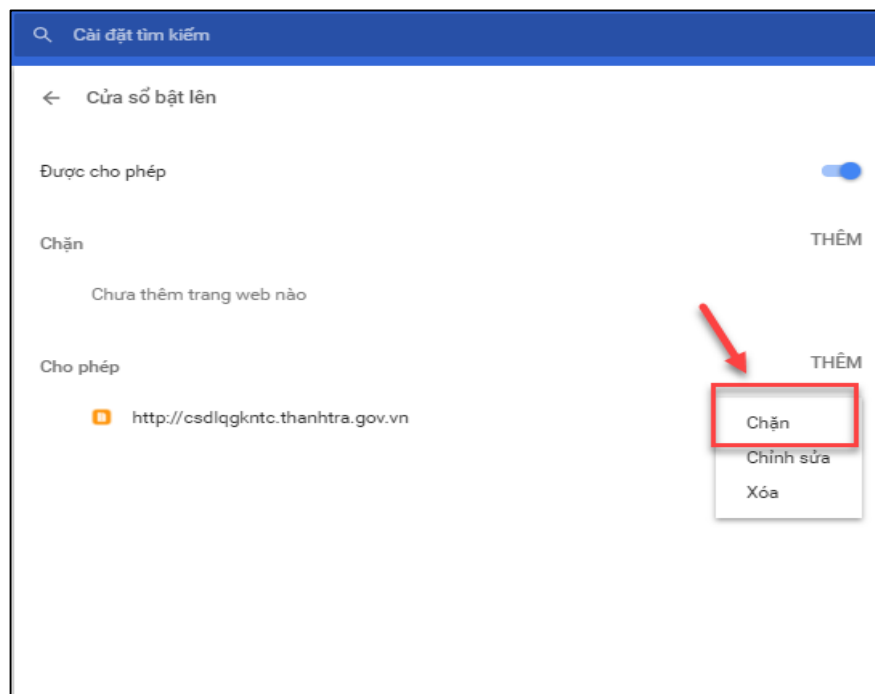 Cài đặt tìm kiếm
Cửa sổ bật lên
Được cho phép
Chặn THÊM
Chưa thêm trang web nào
Cho phép THÊM
http://csdlqgkntc.thanhtra.gov.vn
Chặn
Chỉnh sửa
Xóa